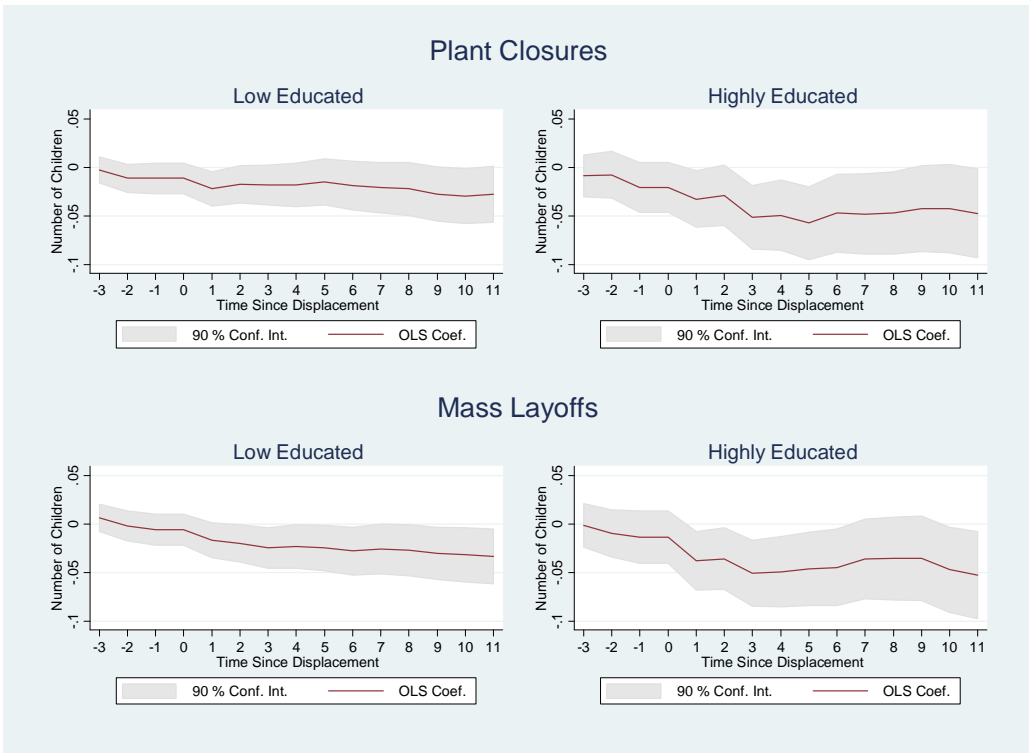 Plant Closures
Low Educated
Number of Children
.05
0
-.05
-.1
-3 -2 -1 0 1 2 3 4 5 6 7 8 9 10 11
Time Since Displacement
90 % Conf. Int. OLS Coef.
Highly Educated
Number of Children
.05
0
-.05
-.1
-3 -2 -1 0 1 2 3 4 5 6 7 8 9 10 11
Time Since Displacement
90 % Conf. Int. OLS Coef.
Mass Layoffs
Low Educated
Number of Children
.05
0
-.05
-.1
-3 -2 -1 0 1 2 3 4 5 6 7 8 9 10 11
Time Since Displacement
90 % Conf. Int. OLS Coef.
Highly Educated
Number of Children
.05
0
-.05
-.1
-3 -2 -1 0 1 2 3 4 5 6 7 8 9 10 11
Time Since Displacement
90 % Conf. Int. OLS Coef.